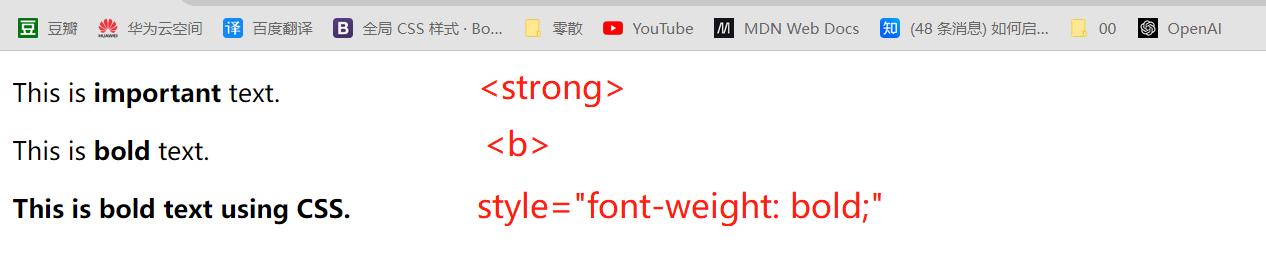 豆 豆瓣 HUAWEI 华为云空间 译 百度翻译 B 全局 CSS 样式 · Bo... 零散 YouTube M MDN Web Docs 知 (48 条消息) 如何启... 00 OpenAI
This is important text. <strong>
This is bold text. <b>
This is bold text using CSS. style="font-weight: bold;"